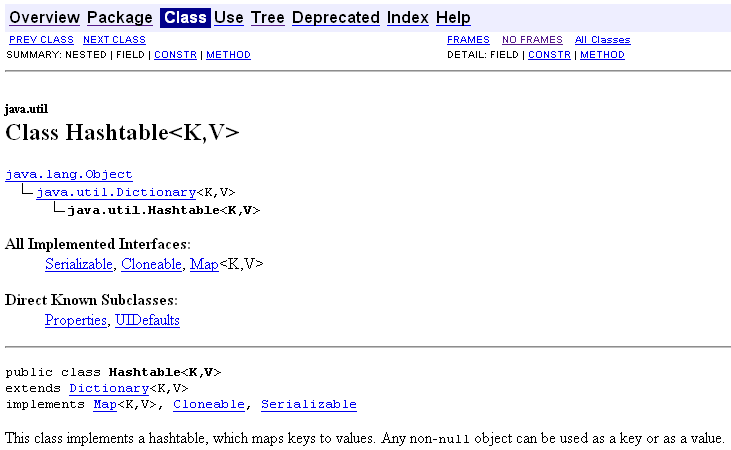 Overview Package Class Use Tree Deprecated Index Help
PREV CLASS NEXT CLASS FRAMES NO FRAMES All Classes
SUMMARY: NESTED | FIELD | CONSTR | METHOD DETAIL: FIELD | CONSTR | METHOD
java.util
Class Hashtable<K,V>
java.lang.Object
java.util.Dictionary<K,V>
java.util.Hashtable<K,V>
All Implemented Interfaces:
Serializable, Cloneable, Map<K,V>
Direct Known Subclasses:
Properties, UIDefaults
public class Hashtable<K,V>
extends Dictionary<K,V>
implements Map<K,V>, Cloneable, Serializable
This class implements a hashtable, which maps keys to values. Any non-null object can be used as a key or as a value.